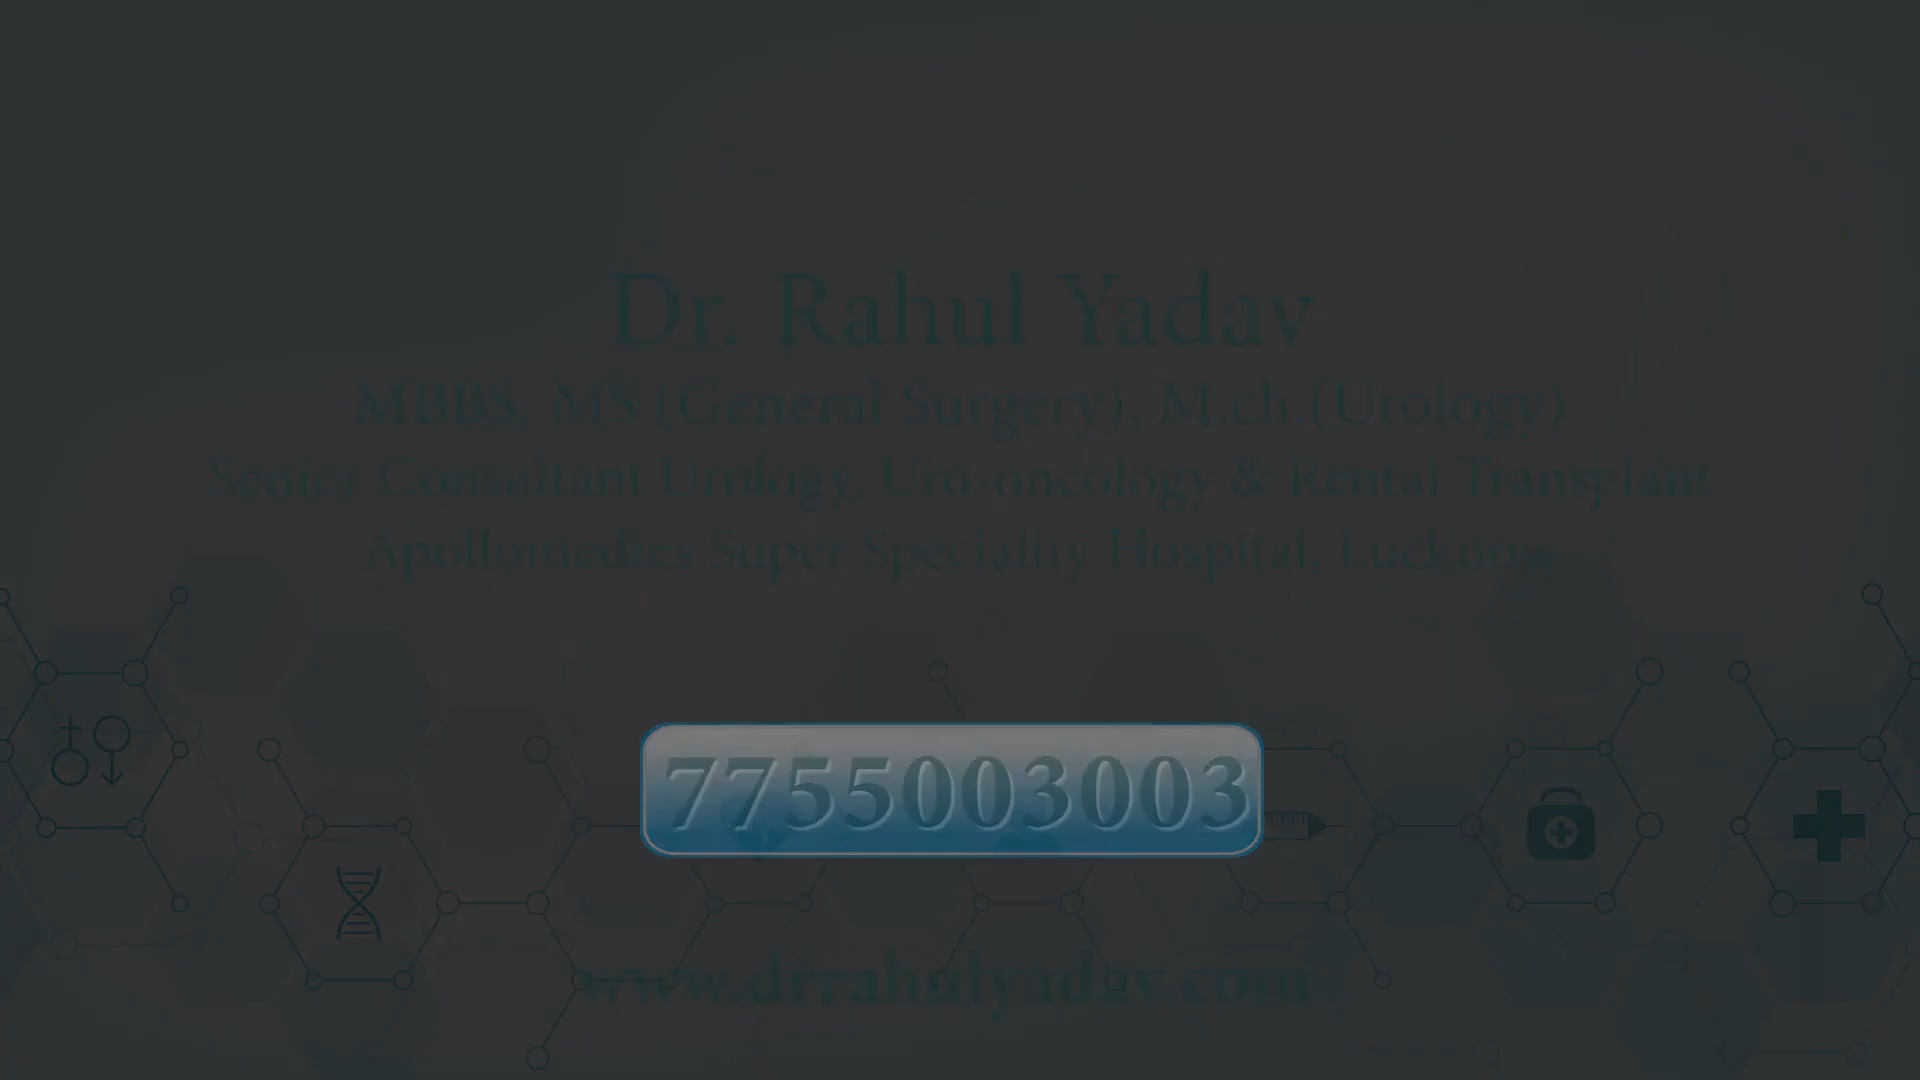 Dr. Rahul Yadav
MBBS, MS (General Surgery), M.ch.(Urology)
Senior Consultant Urology, Uro-oncology & Rental Transplant
Apollomedics Super Speciality Hospital, Lucknow
7755003003
www.drrahulyadav.com